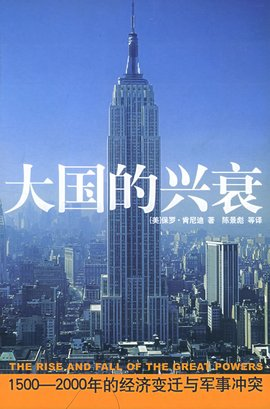 大国的兴衰
[美]保罗·肯尼迪 著 陈景彪 等译
THE RISE AND FALL OF THE GREAT POWERS
1500—2000年的经济变迁与军事冲突